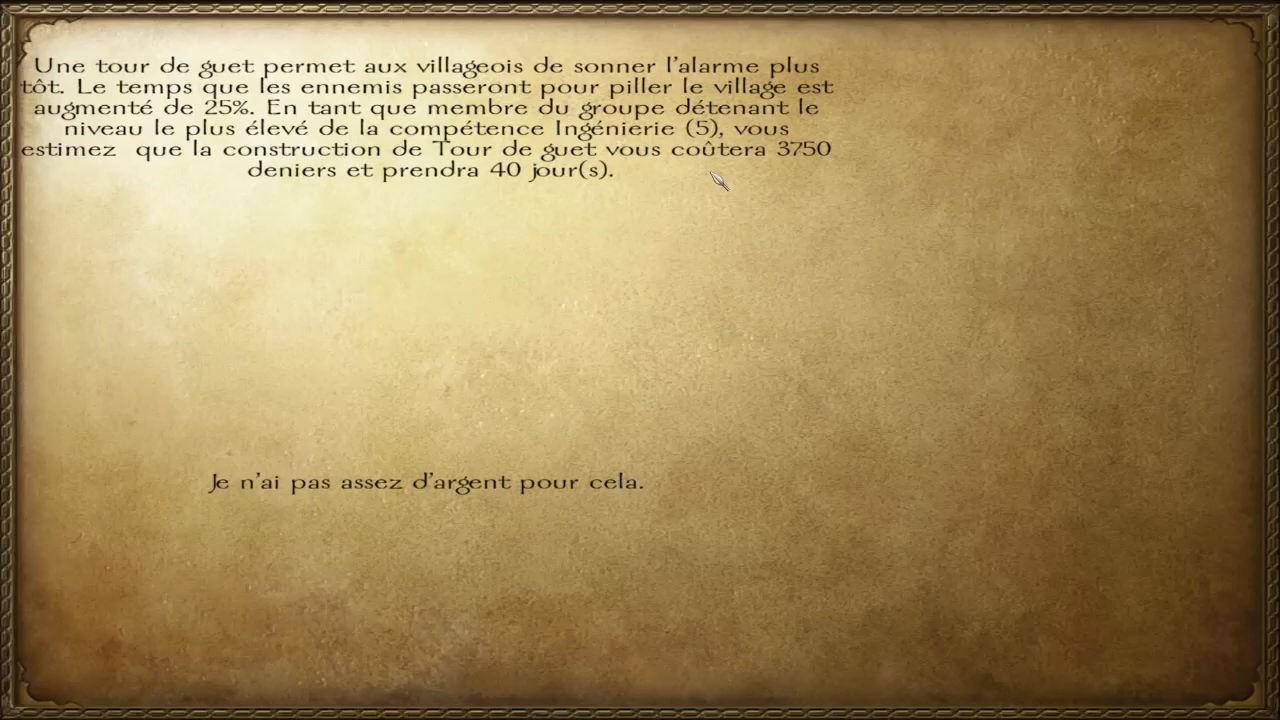 Une tour de guet permet aux villageois de sonner l'alarme plus
tôt. Le temps que les ennemis passeront pour piller le village est
augmenté de 25%. En tant que membre du groupe détenant le
niveau le plus élevé de la compétence Ingénierie (5), vous
estimez  que la construction de Tour de guet vous coûtera 3750
deniers et prendra 40 jour(s).
Je n'ai pas assez d'argent pour cela.